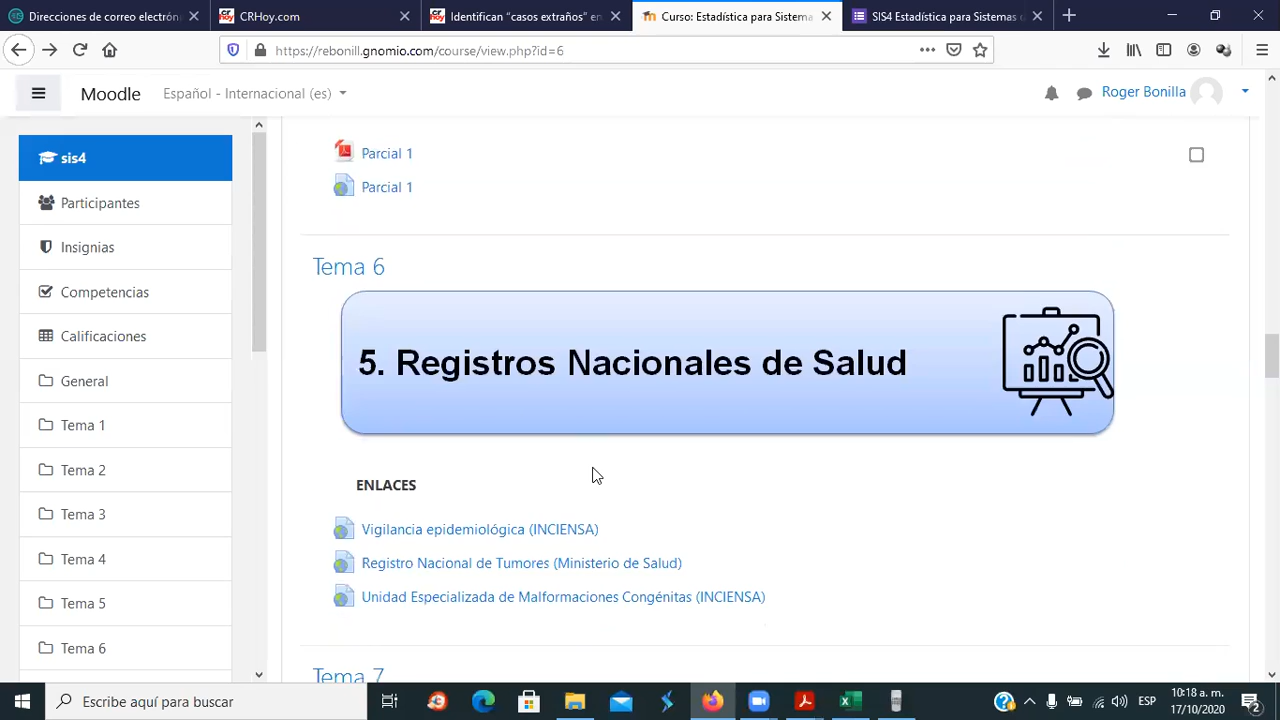 Direcciones de correo electróni
CRHoy.com
Identifican “casos extraños” en
Curso: Estadística para Sistema
SIS4 Estadística para Sistemas
https://rebonill.gnomio.com/course/view.php?id=6
Moodle
Español - Internacional (es)
Roger Bonilla
sis4
Participantes
Insignias
Competencias
Calificaciones
General
Tema 1
Tema 2
Tema 3
Tema 4
Tema 5
Tema 6
Parcial 1
Parcial 1
Tema 6
5. Registros Nacionales de Salud
ENLACES
Vigilancia epidemiológica (INCIENSA)
Registro Nacional de Tumores (Ministerio de Salud)
Unidad Especializada de Malformaciones Congénitas (INCIENSA)
Tema 7
Escribe aquí para buscar
ESP
10:18 a. m.
17/10/2020
2